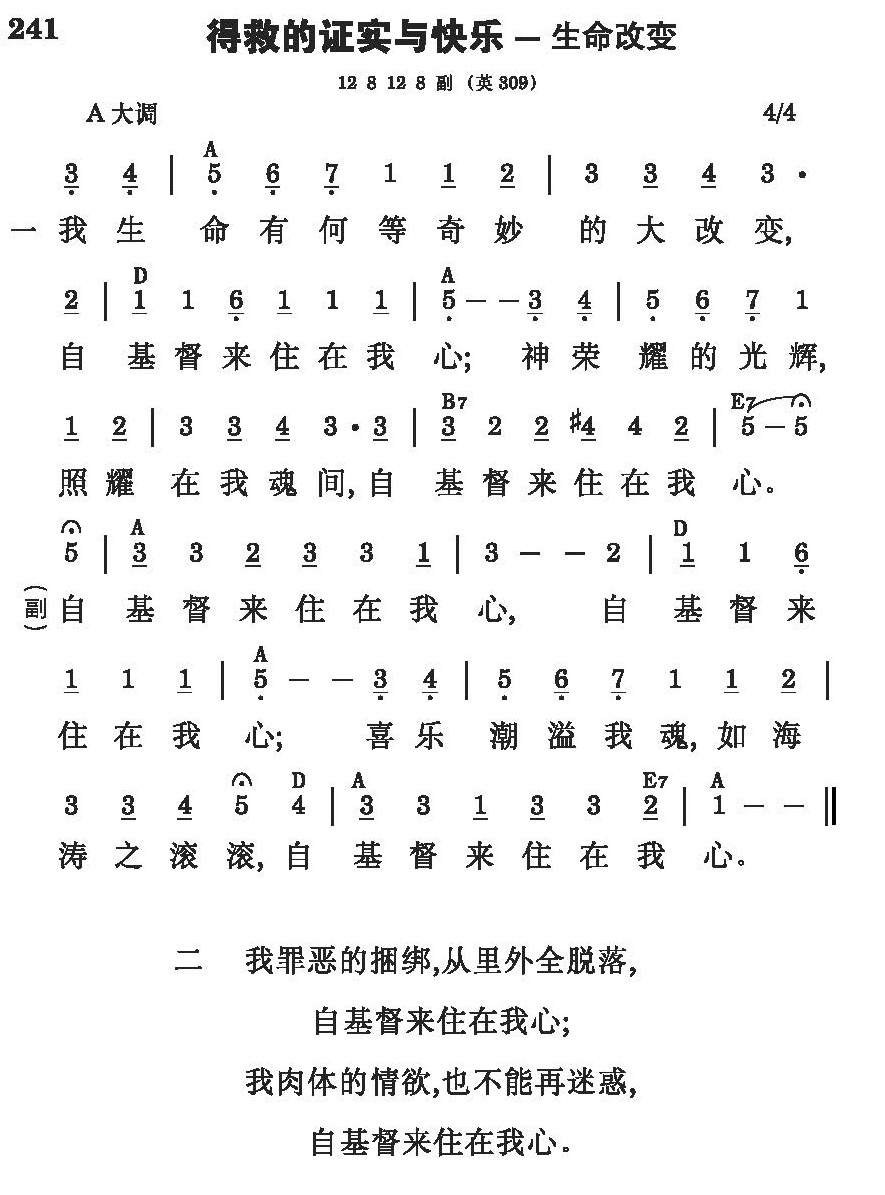 241
得救的证实与快乐 — 生命改变
12 8 12 8 副 (英 309)
A 大调 4/4
A
3 4 | 5 6 7 1 1 2 | 3 3 4 3 ·
一 我 生 命 有 何 等 奇 妙 的 大 改 变,
D A
2 | 1 1 6 1 1 1 | 5 - - 3 4 | 5 6 7 1
自 基 督 来 住 在 我 心; 神 荣 耀 的 光 辉,
B7 E7
1 2 | 3 3 4 3 · 3 | 3 2 2 ♯4 4 2 | 5 - 5
照 耀 在 我 魂 间, 自 基 督 来 住 在 我 心。
A D
5 | 3 3 2 3 3 1 | 3 - - 2 | 1 1 6
(副) 自 基 督 来 住 在 我 心, 自 基 督 来
A
1 1 1 | 5 - - 3 4 | 5 6 7 1 1 2 |
住 在 我 心; 喜 乐 潮 溢 我 魂, 如 海
D A E7 A
3 3 4 5 4 | 3 3 1 3 3 2 | 1 - - ‖
涛 之 滚 滚, 自 基 督 来 住 在 我 心。
二 我罪恶的捆绑,从里外全脱落,
自基督来住在我心;
我肉体的情欲,也不能再迷惑,
自基督来住在我心。